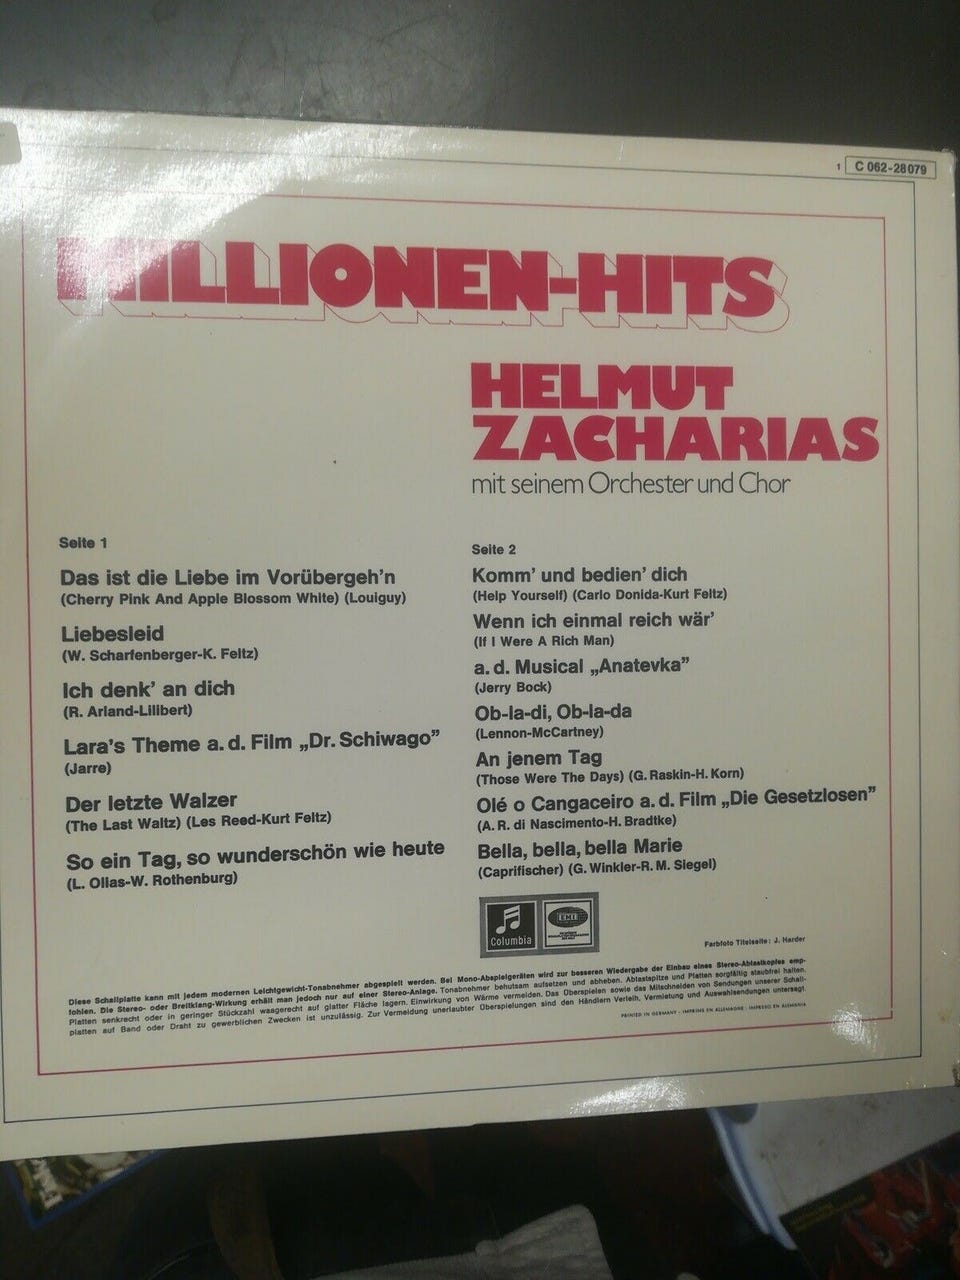 1 C 062-28079
MILLIONEN-HITS
HELMUT
ZACHARIAS
mit seinem Orchester und Chor
Seite 1
Das ist die Liebe im Vorübergeh'n
(Cherry Pink And Apple Blossom White) (Louiguy)
Liebesleid
(W. Scharfenberger-K. Feltz)
Ich denk' an dich
(R. Arland-Lilibert)
Lara's Theme a. d. Film „Dr. Schiwago”
(Jarre)
Der letzte Walzer
(The Last Waltz) (Les Reed-Kurt Feltz)
So ein Tag, so wunderschön wie heute
(L. Olias-W. Rothenburg)
Seite 2
Komm' und bedien' dich
(Help Yourself) (Carlo Donida-Kurt Feltz)
Wenn ich einmal reich wär'
(If I Were A Rich Man)
a. d. Musical „Anatevka”
(Jerry Bock)
Ob-la-di, Ob-la-da
(Lennon-McCartney)
An jenem Tag
(Those Were The Days) (G. Raskin-H. Korn)
Olé o Cangaceiro a. d. Film „Die Gesetzlosen”
(A. R. di Nascimento-H. Bradtke)
Bella, bella, bella Marie
(Caprifischer) (G. Winkler-R. M. Siegel)
Columbia
EMI
Farbfoto Titelseite: J. Harder
Diese Schallplatte kann mit jedem modernen Leichtgewicht-Tonabnehmer abgespielt werden. Bei Mono-Abspielgeräten wird zur besseren Wiedergabe der Einbau eines Stereo-Abtastkopfes emp-
fohlen. Die Stereo- oder Breitklang-Wirkung erhält man jedoch nur auf einer Stereo-Anlage. Tonabnehmer behutsam aufsetzen und abheben. Abtastspitze und Platten sorgfältig staubfrei halten.
Platten senkrecht oder in geringer Stückzahl waagerecht auf glatter Fläche lagern. Einwirkung von Wärme vermeiden. Das Überspielen sowie das Mitschneiden von Sendungen unserer Schall-
platten auf Band oder Draht zu gewerblichen Zwecken ist unzulässig. Zur Vermeidung unerlaubter Überspielungen sind den Händlern Verleih, Vermietung und Auswahlsendungen untersagt.
PRINTED IN GERMANY · IMPRIMÉ EN ALLEMAGNE · IMPRESO EN ALEMANIA